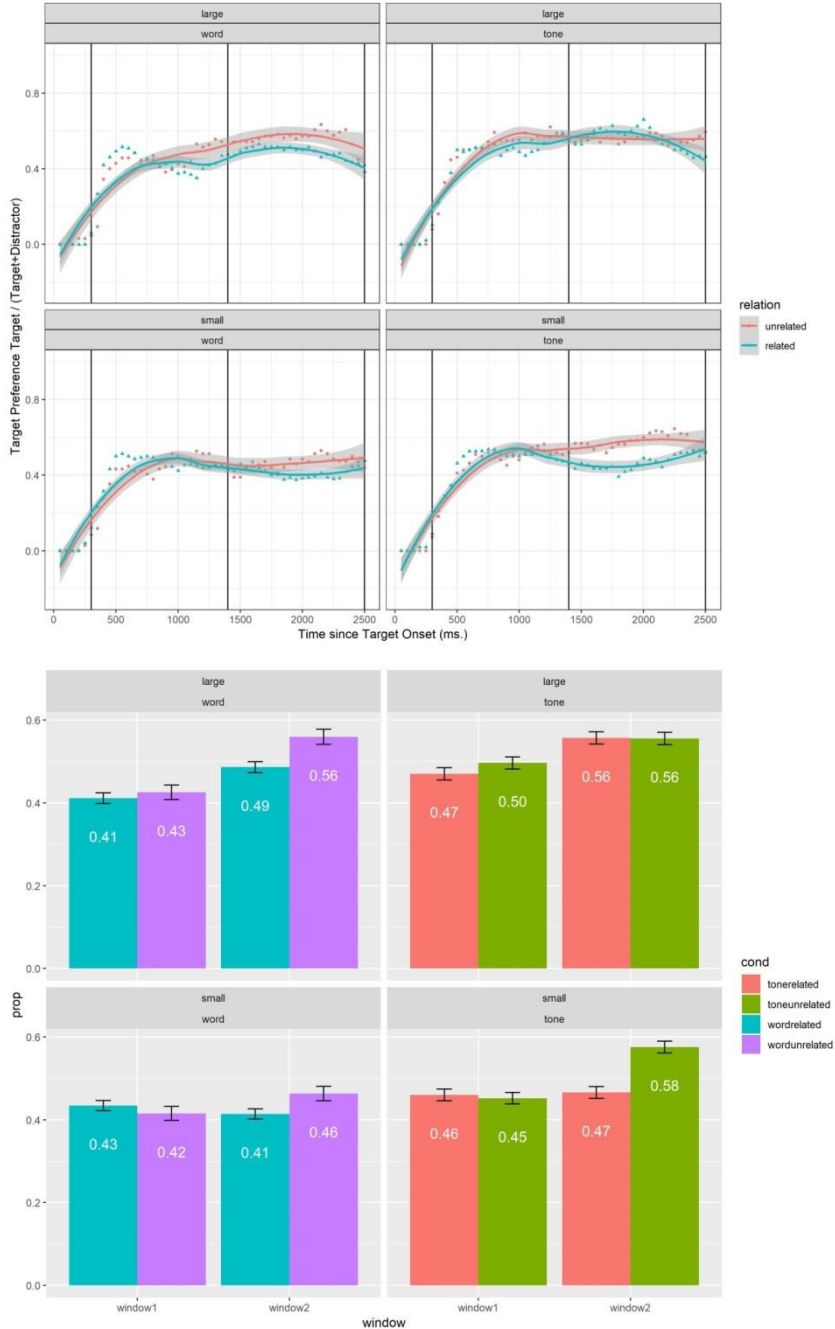 large
large
word
tone
0.8
0.4
0.0
small
small
word
tone
0.8
0.4
0.0
0
500
1000
1500
2000
2500
0
500
1000
1500
2000
2500
Time since Target Onset (ms.)
Target Preference Target / (Target+Distractor)
relation
unrelated
related
large
large
word
tone
0.6
0.4
0.2
0.0
0.41
0.43
0.49
0.56
0.47
0.50
0.56
0.56
small
small
word
tone
0.6
0.4
0.2
0.0
0.43
0.42
0.41
0.46
0.46
0.45
0.47
0.58
window1
window2
window1
window2
window
prop
cond
tonerelated
toneunrelated
wordrelated
wordunrelated